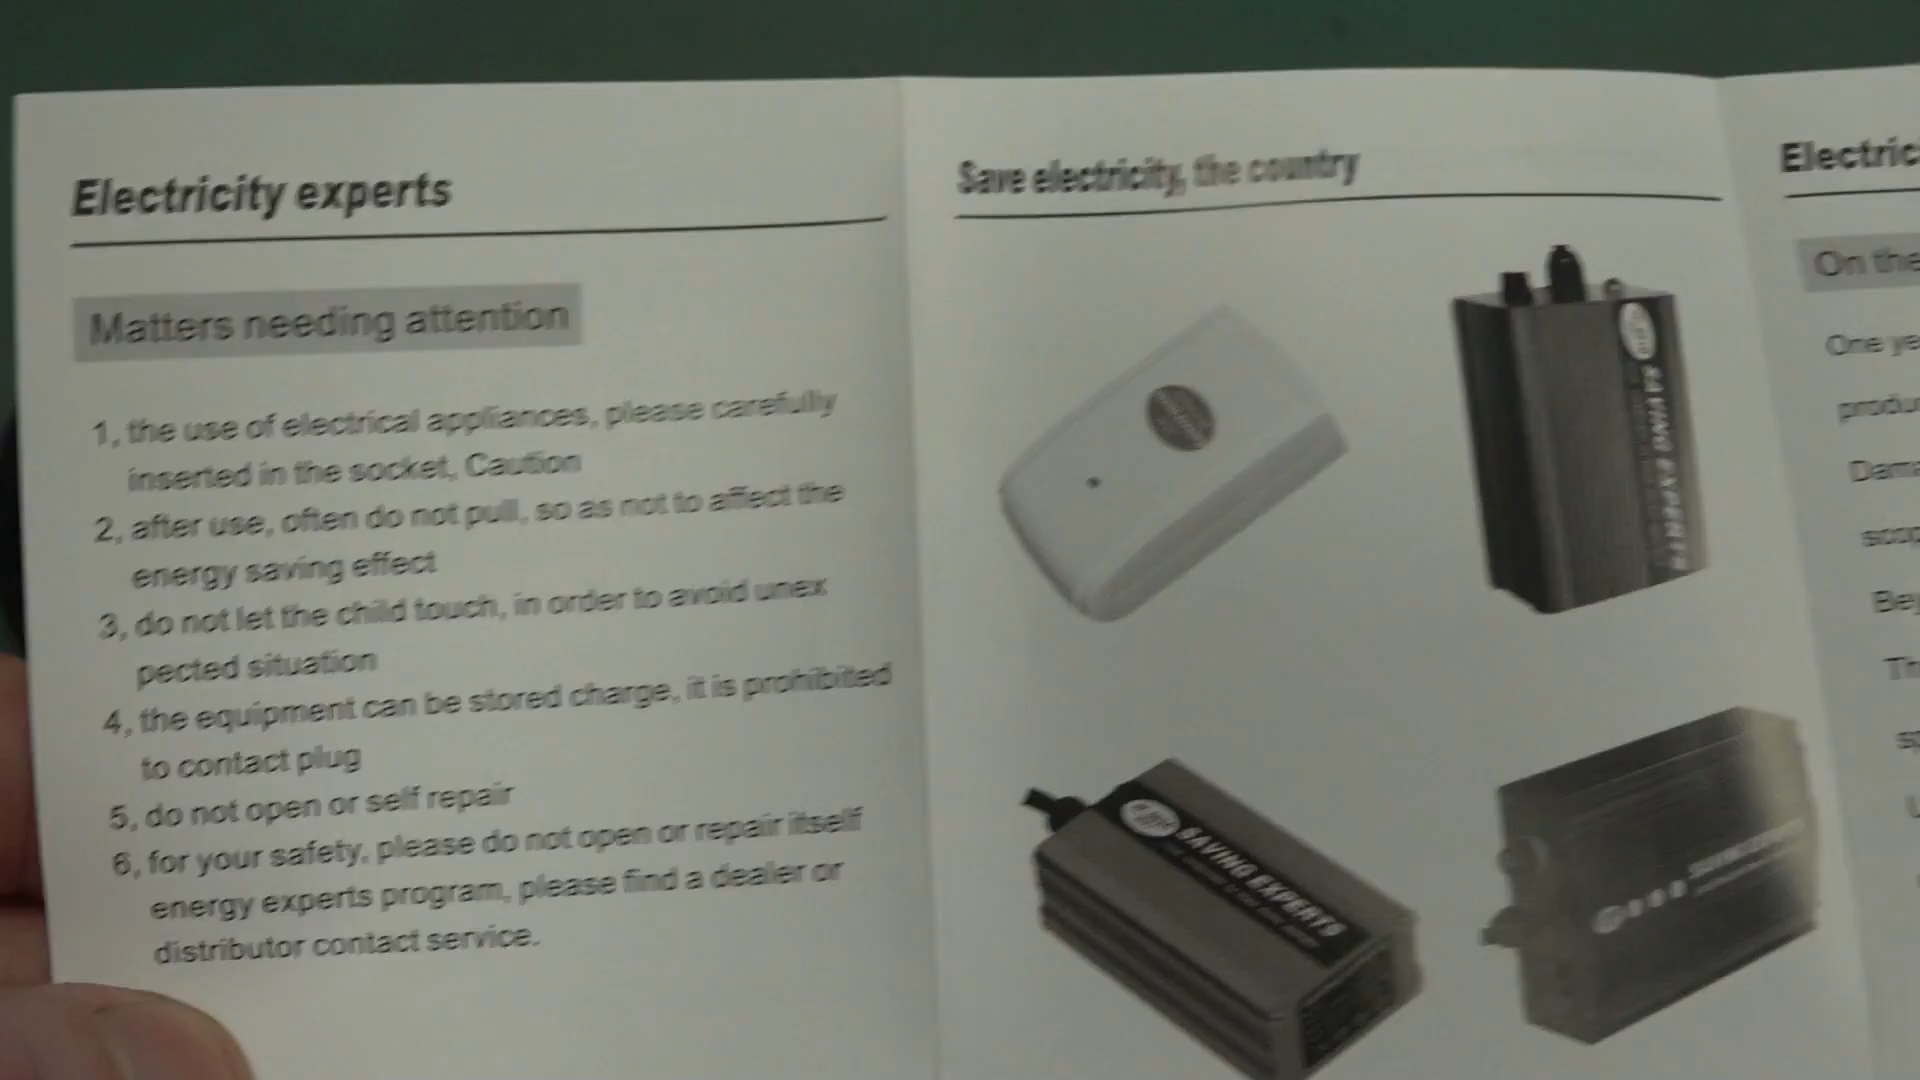 Electricity experts
Matters needing attention
1, the use of electrical appliances, please carefully
inserted in the socket, Caution
2, after use, often do not pull, so as not to affect the
energy saving effect
3, do not let the child touch, in order to avoid unex
pected situation
4, the equipment can be stored charge, it is prohibited
to contact plug
5, do not open or self repair
6, for your safety, please do not open or repair itself
energy experts program, please find a dealer or
distributor contact service.
Save electricity, the country
SAVING EXPERTS
SAVING EXPERTS
Electric
On the
One ye
produ
Dama
scop
Bey
Th
sp